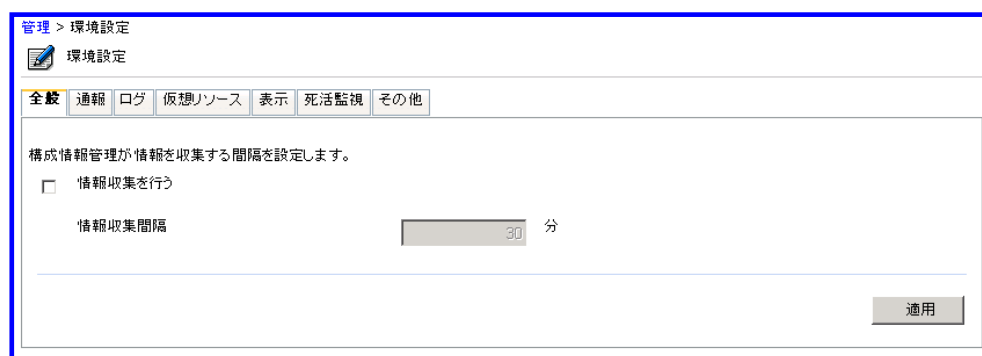 管理 > 環境設定
環境設定
全般 通報 ログ 仮想リソース 表示 死活監視 その他
構成情報管理が情報を収集する間隔を設定します。
情報収集を行う
情報収集間隔 30 分
適用